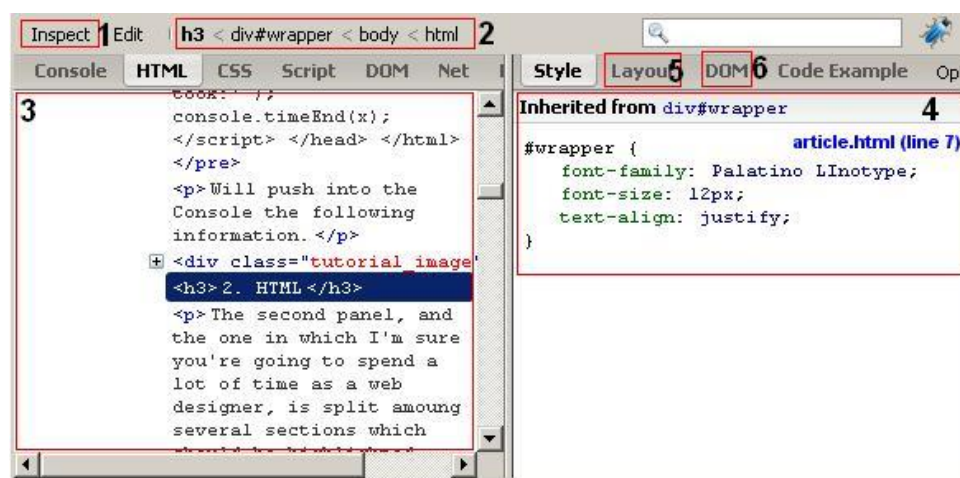 Inspect 1 Edit h3 < div#wrapper < body < html 2
Console HTML CSS Script DOM Net
3
console.timeEnd(x);
</script> </head> </html>
</pre>
<p>Will push into the
Console the following
information.</p>
<div class="tutorial_image"
<h3>2. HTML</h3>
<p>The second panel, and
the one in which I'm sure
you're going to spend a
lot of time as a web
designer, is split amoung
several sections which
Style Layout 5 DOM 6 Code Example Op
Inherited from div#wrapper 4
article.html (line 7)
#wrapper {
font-family: Palatino LInotype;
font-size: 12px;
text-align: justify;
}